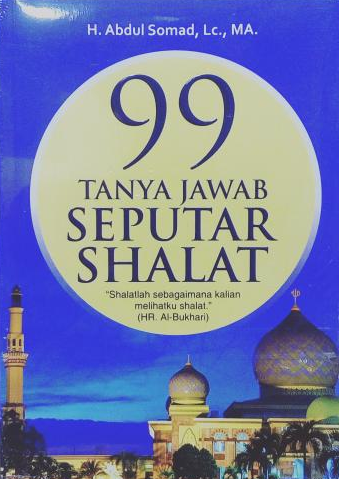 H. Abdul Somad, Lc., MA.
99
TANYA JAWAB
SEPUTAR
SHALAT
"Shalatlah sebagaimana kalian
melihatku shalat."
(HR. Al-Bukhari)